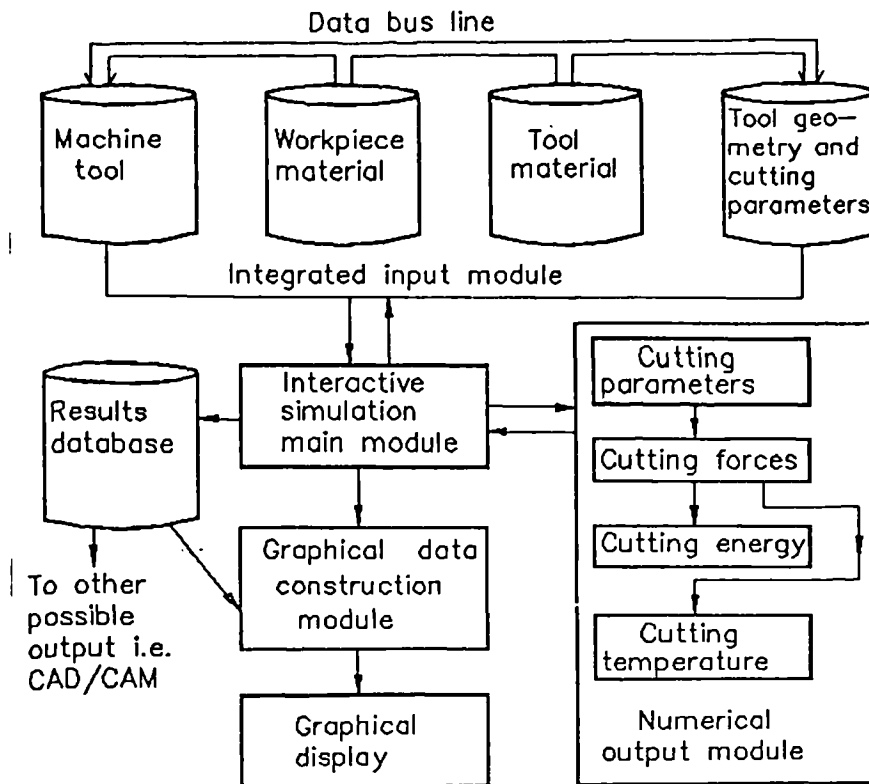 Data bus line
Machine
tool
Workpiece
material
Tool
material
Tool geo-
metry and
cutting
parameters
Integrated input module
Results
database
Interactive
simulation
main module
Cutting
parameters
Cutting forces
Cutting energy
Cutting
temperature
Numerical
output module
Graphical data
construction
module
To other
possible
output i.e.
CAD/CAM
Graphical
display